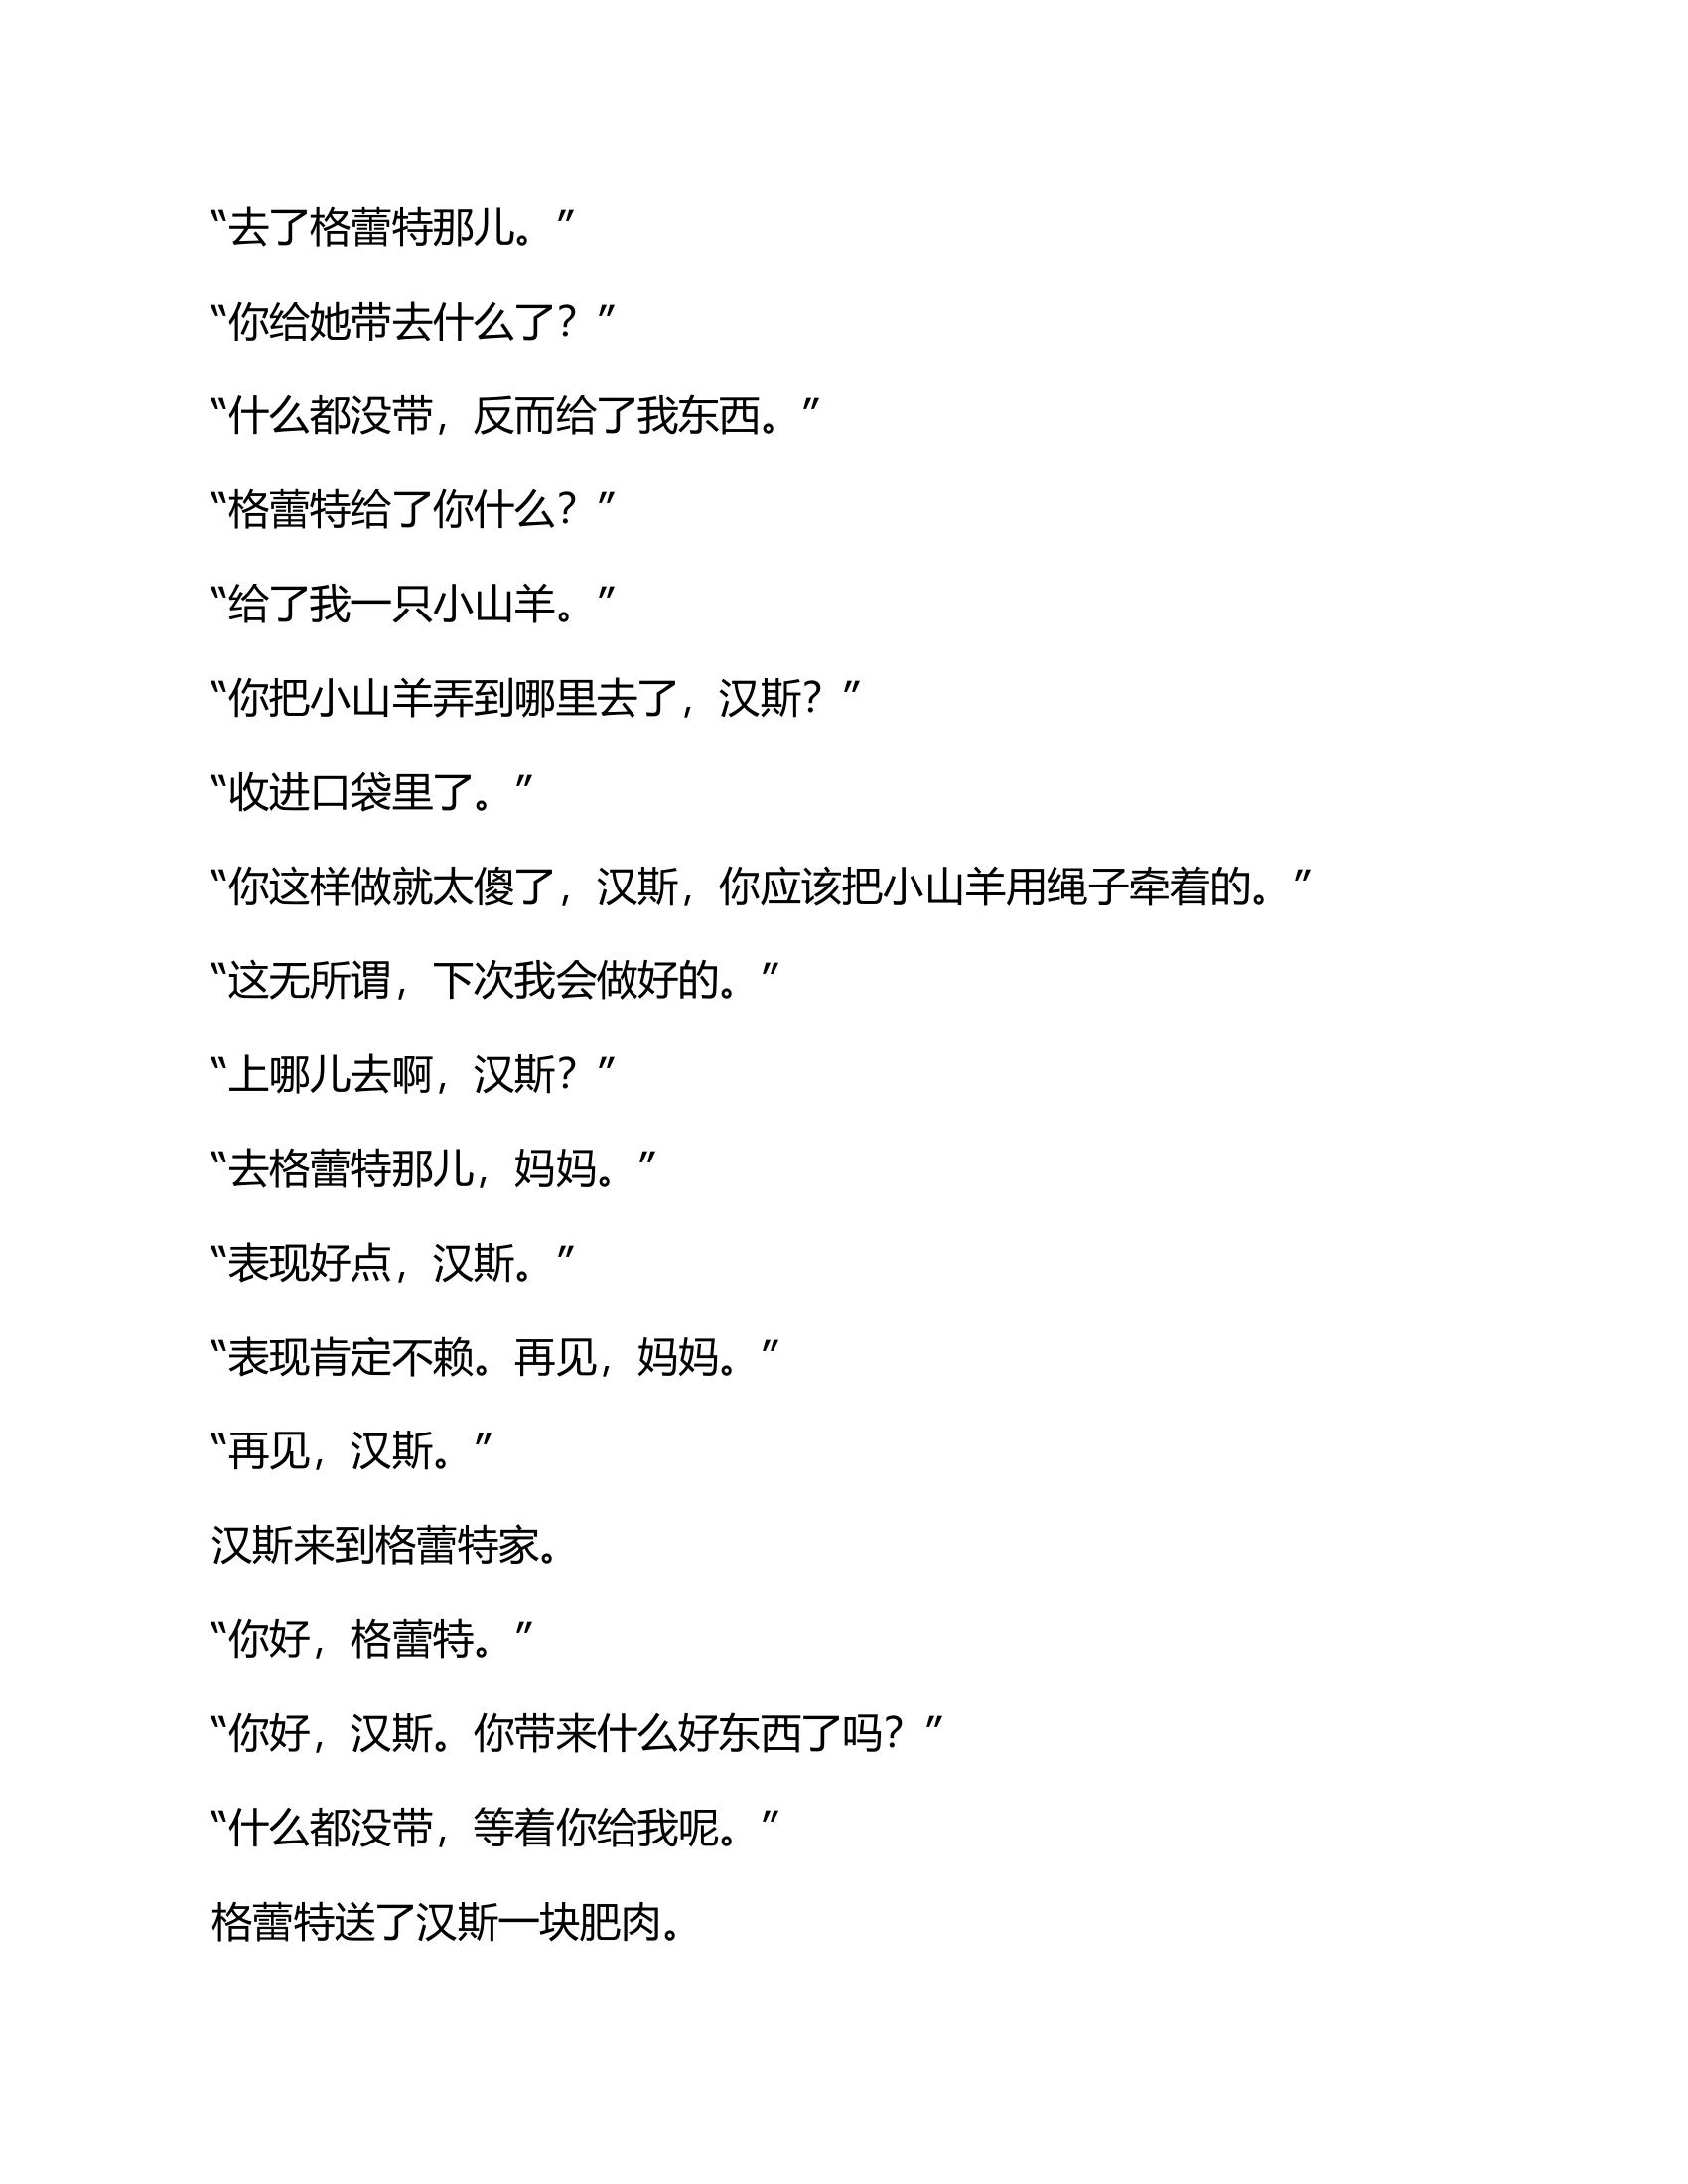 “去了格蕾特那儿。”
“你给她带去什么了？”
“什么都没带，反而给了我东西。”
“格蕾特给了你什么？”
“给了我一只小山羊。”
“你把小山羊弄到哪里去了，汉斯？”
“收进口袋里了。”
“你这样做就太傻了，汉斯，你应该把小山羊用绳子牵着的。”
“这无所谓，下次我会做好的。”
“上哪儿去啊，汉斯？”
“去格蕾特那儿，妈妈。”
“表现好点，汉斯。”
“表现肯定不赖。再见，妈妈。”
“再见，汉斯。”
汉斯来到格蕾特家。
“你好，格蕾特。”
“你好，汉斯。你带来什么好东西了吗？”
“什么都没带，等着你给我呢。”
格蕾特送了汉斯一块肥肉。